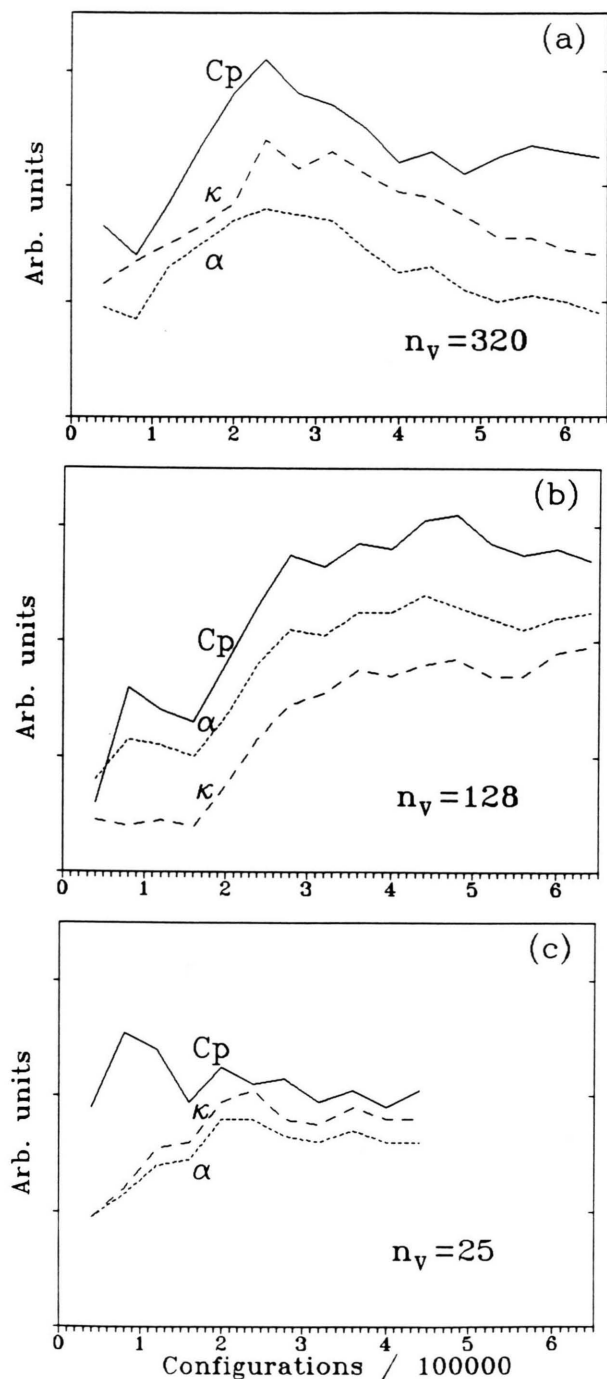 (a)
Cp
κ
α
Arb. units
n_v=320
0 1 2 3 4 5 6
(b)
Cp
α
κ
Arb. units
n_v=128
0 1 2 3 4 5 6
(c)
Cp
κ
α
Arb. units
n_v=25
0 1 2 3 4 5 6
Configurations / 100000